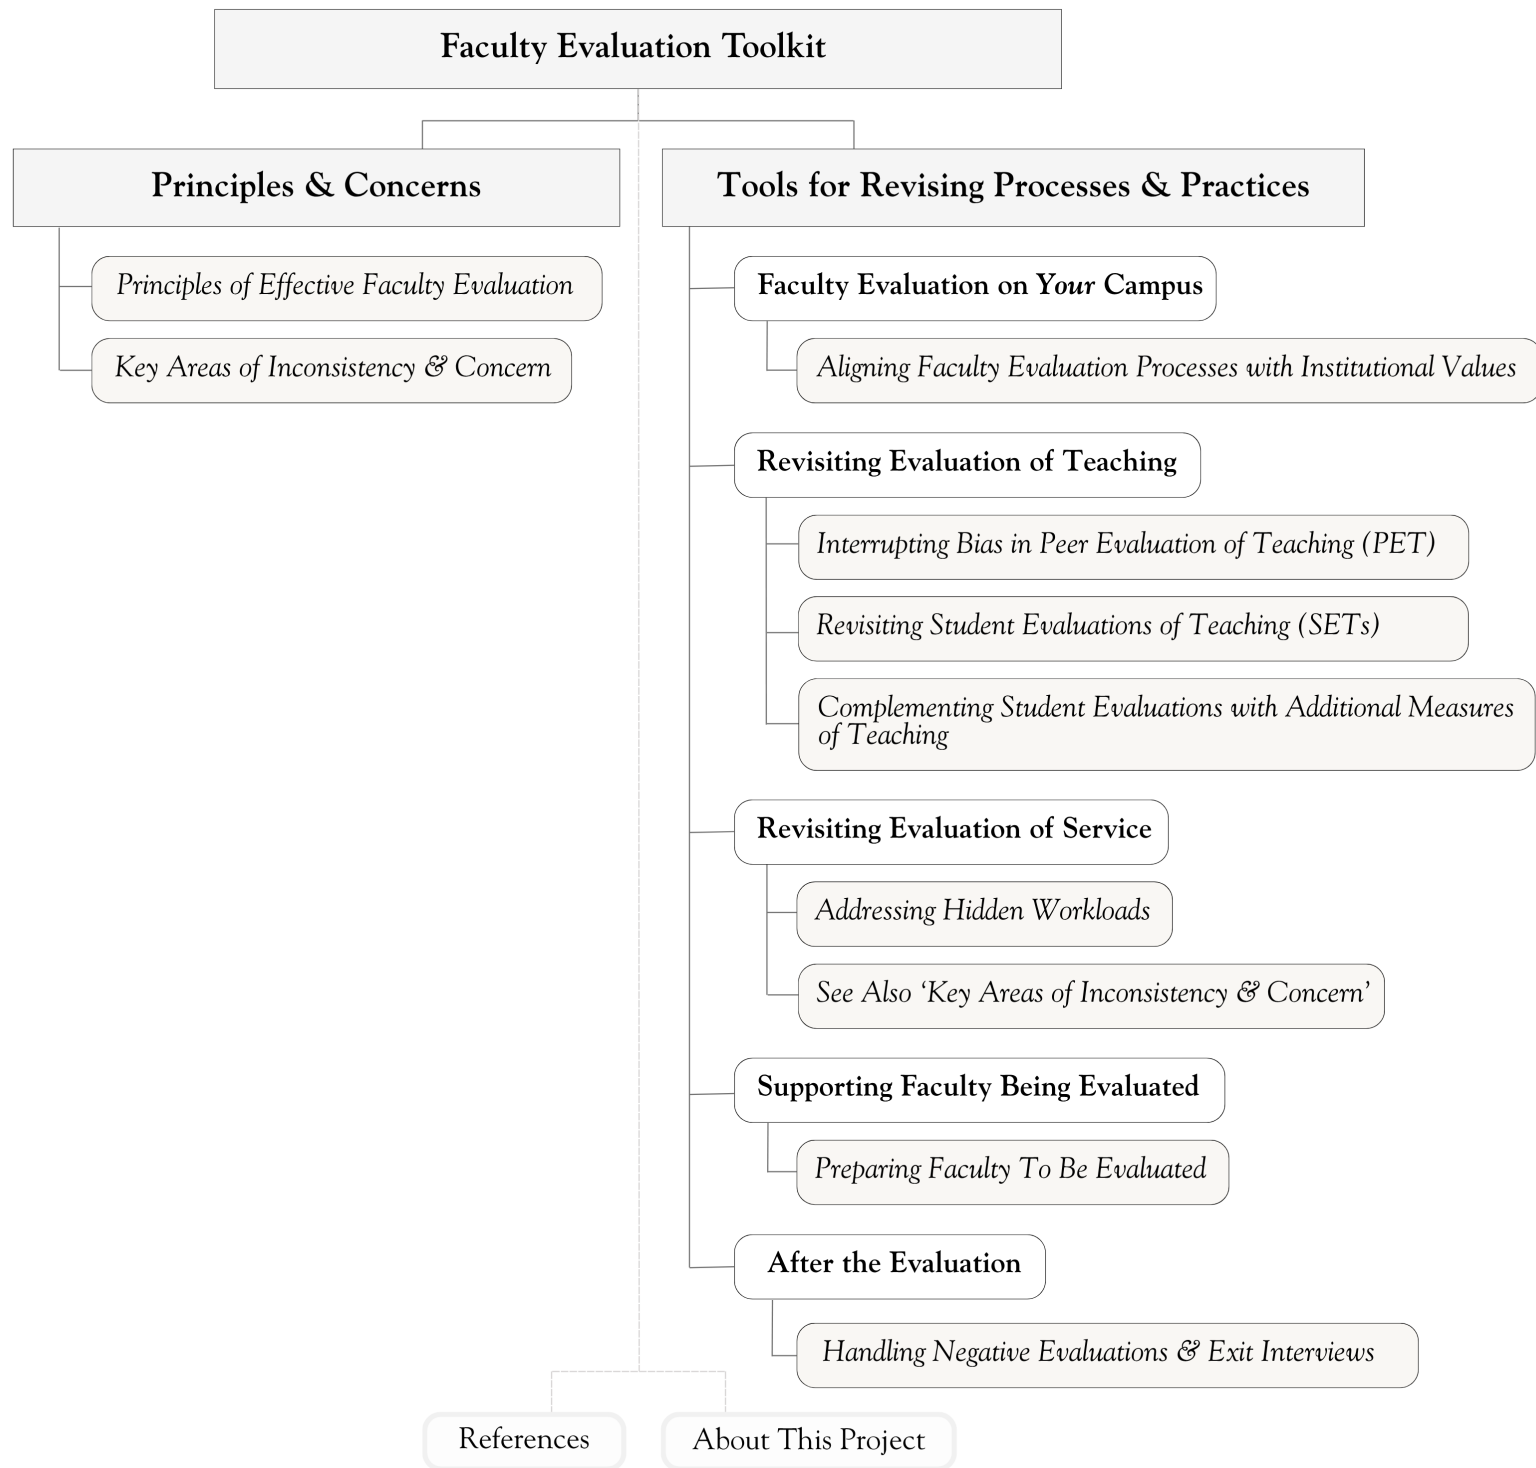 Faculty Evaluation Toolkit
Principles & Concerns
Principles of Effective Faculty Evaluation
Key Areas of Inconsistency & Concern
Tools for Revising Processes & Practices
Faculty Evaluation on Your Campus
Aligning Faculty Evaluation Processes with Institutional Values
Revisiting Evaluation of Teaching
Interrupting Bias in Peer Evaluation of Teaching (PET)
Revisiting Student Evaluations of Teaching (SETs)
Complementing Student Evaluations with Additional Measures
of Teaching
Revisiting Evaluation of Service
Addressing Hidden Workloads
See Also ‘Key Areas of Inconsistency & Concern’
Supporting Faculty Being Evaluated
Preparing Faculty To Be Evaluated
After the Evaluation
Handling Negative Evaluations & Exit Interviews
References
About This Project